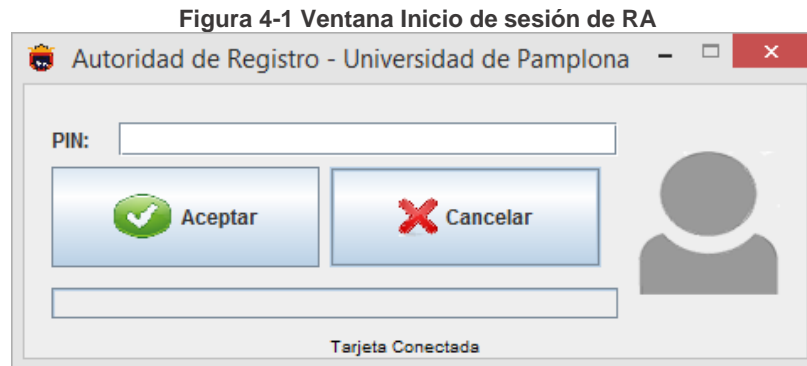 Figura 4-1 Ventana Inicio de sesión de RA
Autoridad de Registro - Universidad de Pamplona
PIN:
Aceptar
Cancelar
Tarjeta Conectada